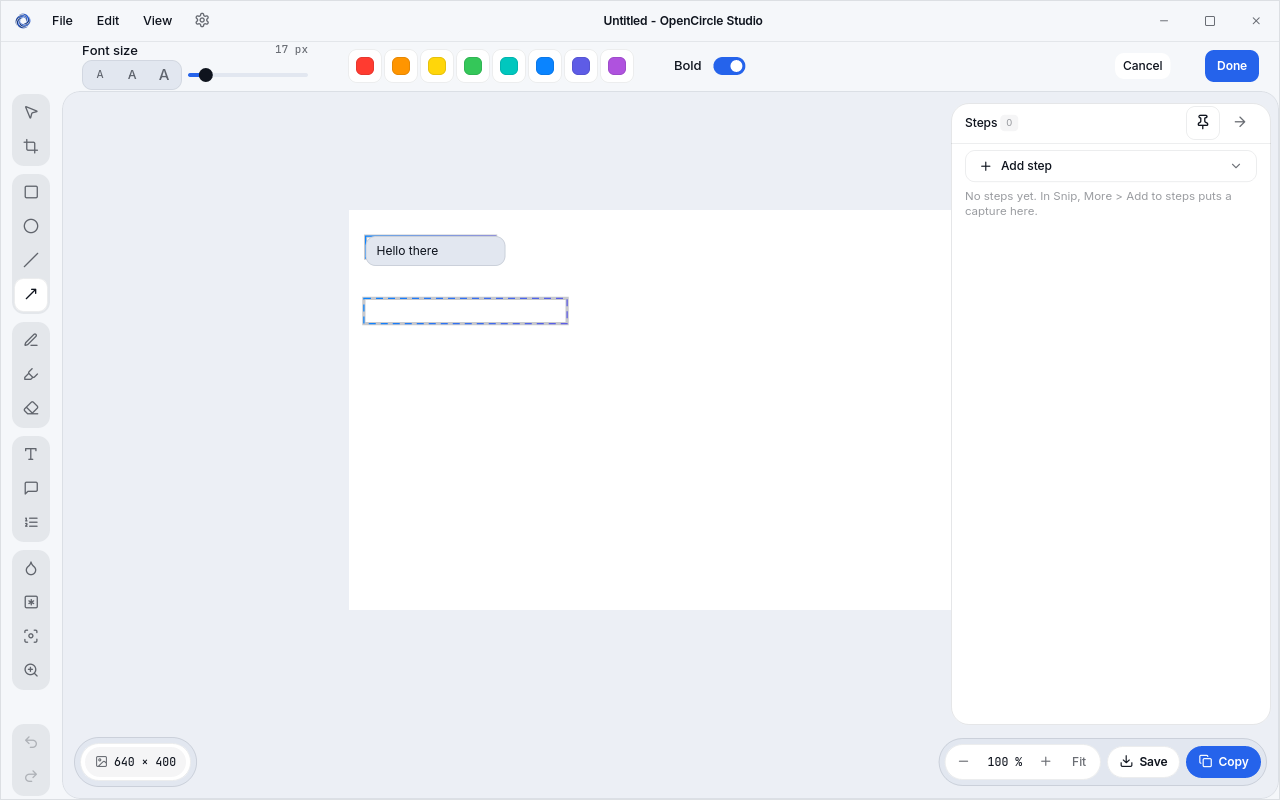 File Edit View
Untitled - OpenCircle Studio
Font size 17 px
A A A
Bold
Cancel
Done
Steps 0
Add step
No steps yet. In Snip, More > Add to steps puts a
capture here.
Hello there
640 × 400
100 % Fit
Save
Copy